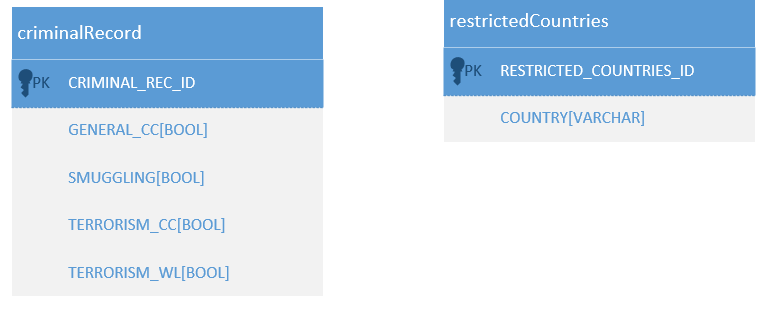 criminalRecord
PK CRIMINAL_REC_ID
GENERAL_CC[BOOL]
SMUGGLING[BOOL]
TERRORISM_CC[BOOL]
TERRORISM_WL[BOOL]
restrictedCountries
PK RESTRICTED_COUNTRIES_ID
COUNTRY[VARCHAR]